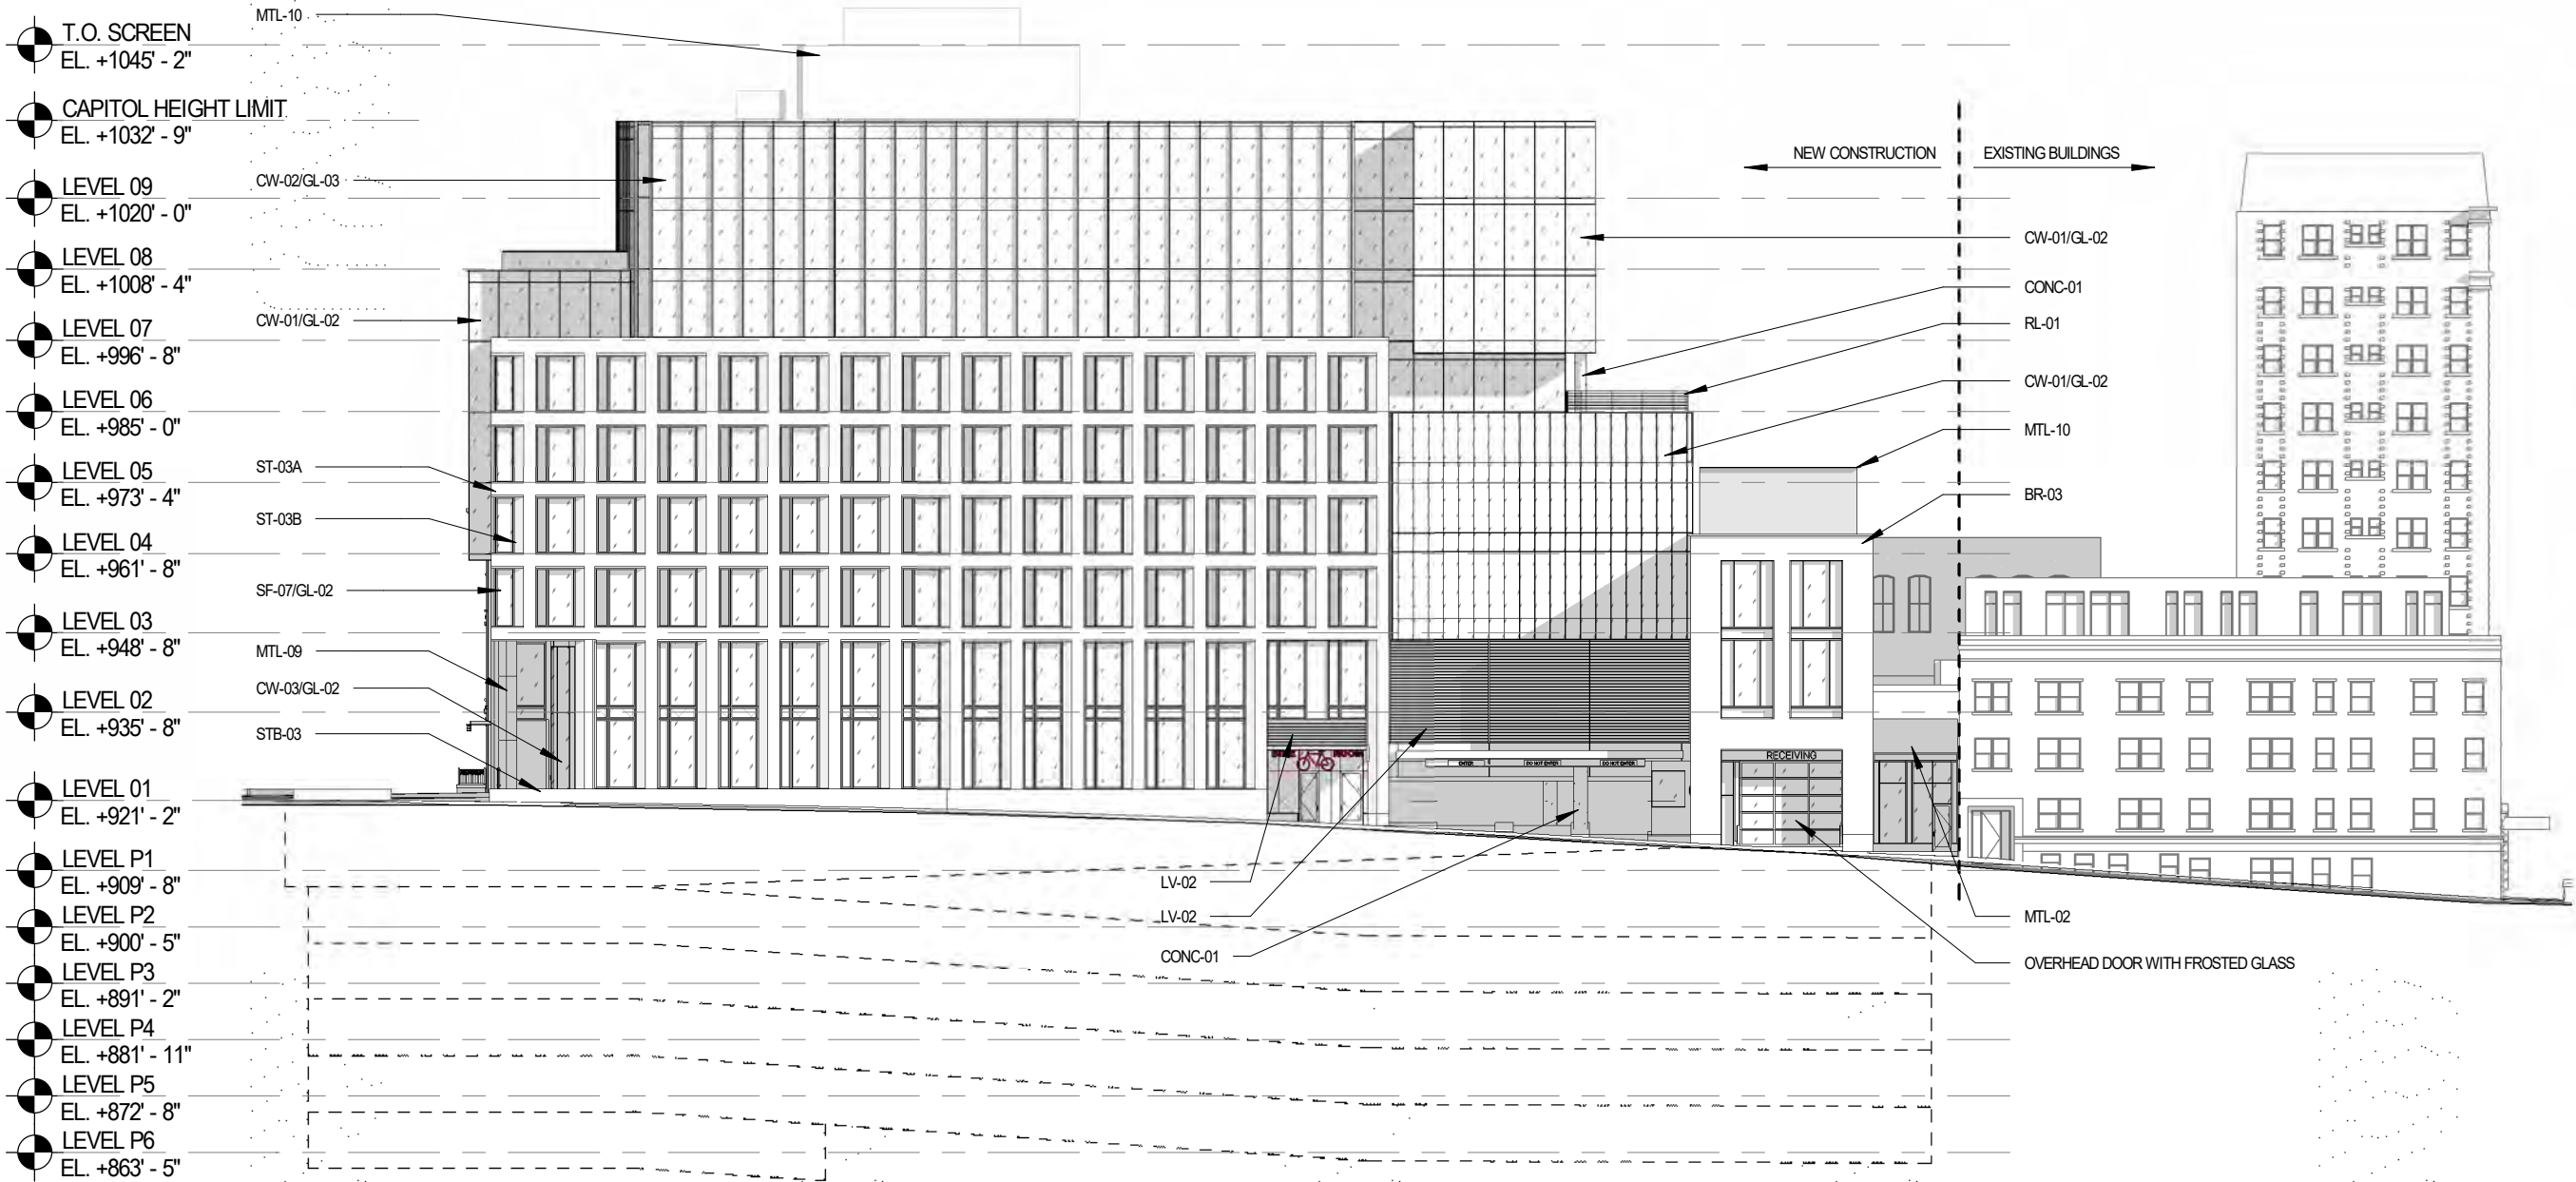 T.O. SCREEN
EL. +1045' - 2"
CAPITOL HEIGHT LIMIT
EL. +1032' - 9"
LEVEL 09
EL. +1020' - 0"
LEVEL 08
EL. +1008' - 4"
LEVEL 07
EL. +996' - 8"
LEVEL 06
EL. +985' - 0"
LEVEL 05
EL. +973' - 4"
LEVEL 04
EL. +961' - 8"
LEVEL 03
EL. +948' - 8"
LEVEL 02
EL. +935' - 8"
LEVEL 01
EL. +921' - 2"
LEVEL P1
EL. +909' - 8"
LEVEL P2
EL. +900' - 5"
LEVEL P3
EL. +891' - 2"
LEVEL P4
EL. +881' - 11"
LEVEL P5
EL. +872' - 8"
LEVEL P6
EL. +863' - 5"
MTL-10
CW-02/GL-03
CW-01/GL-02
ST-03A
ST-03B
SF-07/GL-02
MTL-09
CW-03/GL-02
STB-03
LV-02
LV-02
CONC-01
ENTER
DO NOT ENTER
DO NOT ENTER
RECEIVING
NEW CONSTRUCTION
EXISTING BUILDINGS
CW-01/GL-02
CONC-01
RL-01
CW-01/GL-02
MTL-10
BR-03
MTL-02
OVERHEAD DOOR WITH FROSTED GLASS